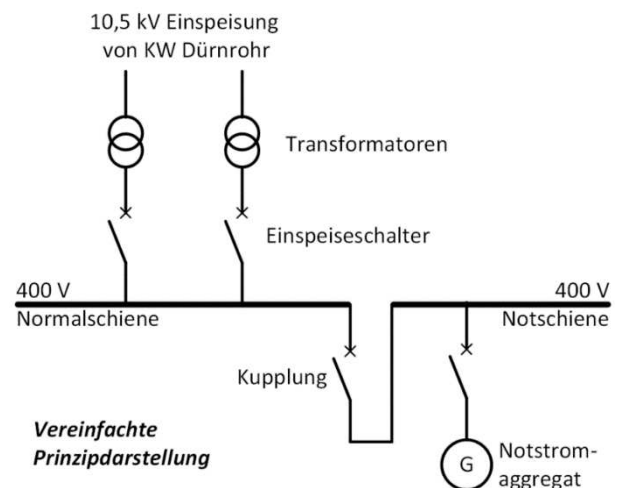 10,5 kV Einspeisung
von KW Dürnrohr
Transformatoren
Einspeiseschalter
400 V
Normalschiene
400 V
Notschiene
Kupplung
Vereinfachte
Prinzipdarstellung
G
Notstrom-
aggregat